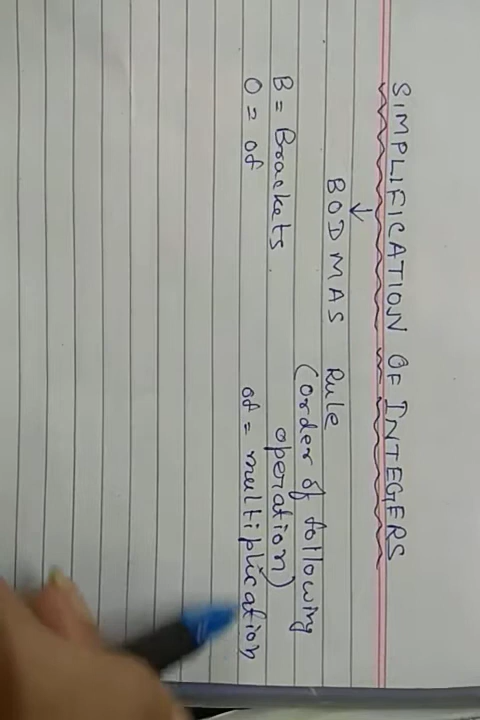 SIMPLIFICATION OF INTEGERS
↓
BODMAS Rule
(order of following
B = Brackets operation)
O = of of = multiplication